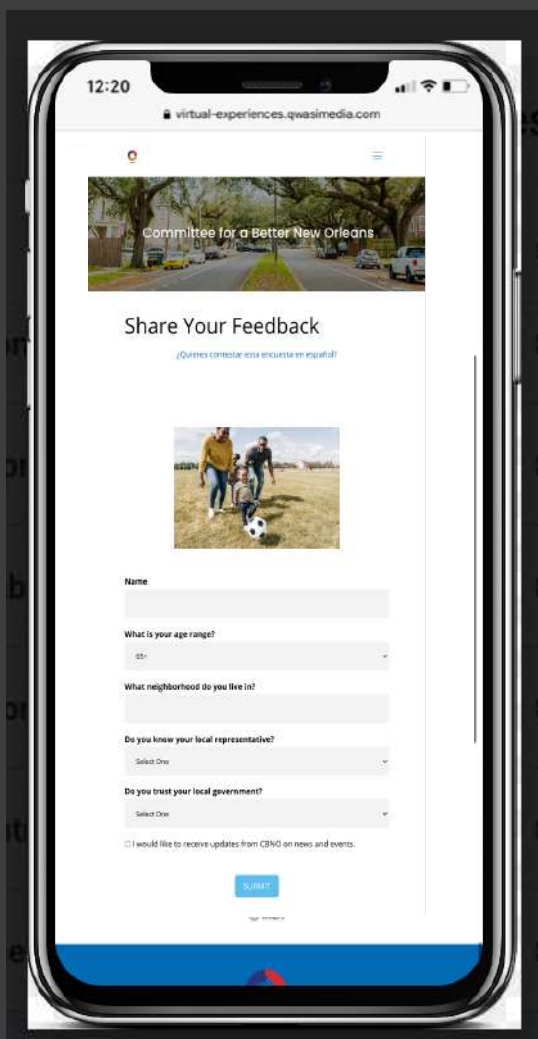 12:20
virtual-experiences.qwasimedia.com
Committee for a Better New Orleans
Share Your Feedback
¿Quieres contestar esta encuesta en español?
Name
What is your age range?
65+
What neighborhood do you live in?
Do you know your local representative?
Select One
Do you trust your local government?
Select One
I would like to receive updates from CBNO on news and events.
SUBMIT